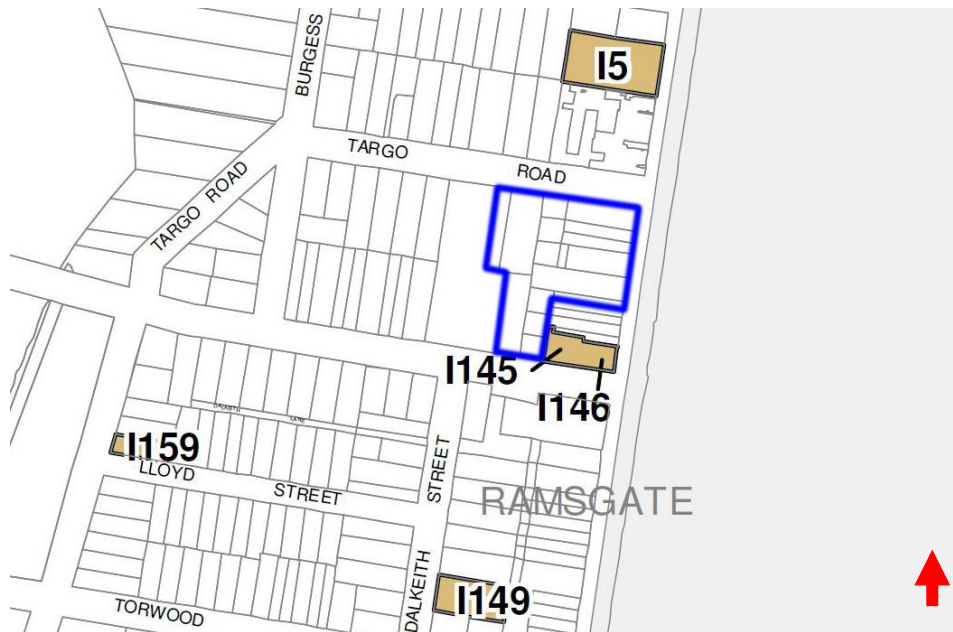 I5
BURGESS
TARGO
ROAD
TARGO ROAD
I145
I146
I159
LLOYD
STREET
STREET
RAMSGATE
DALKEITH
I149
TORWOOD